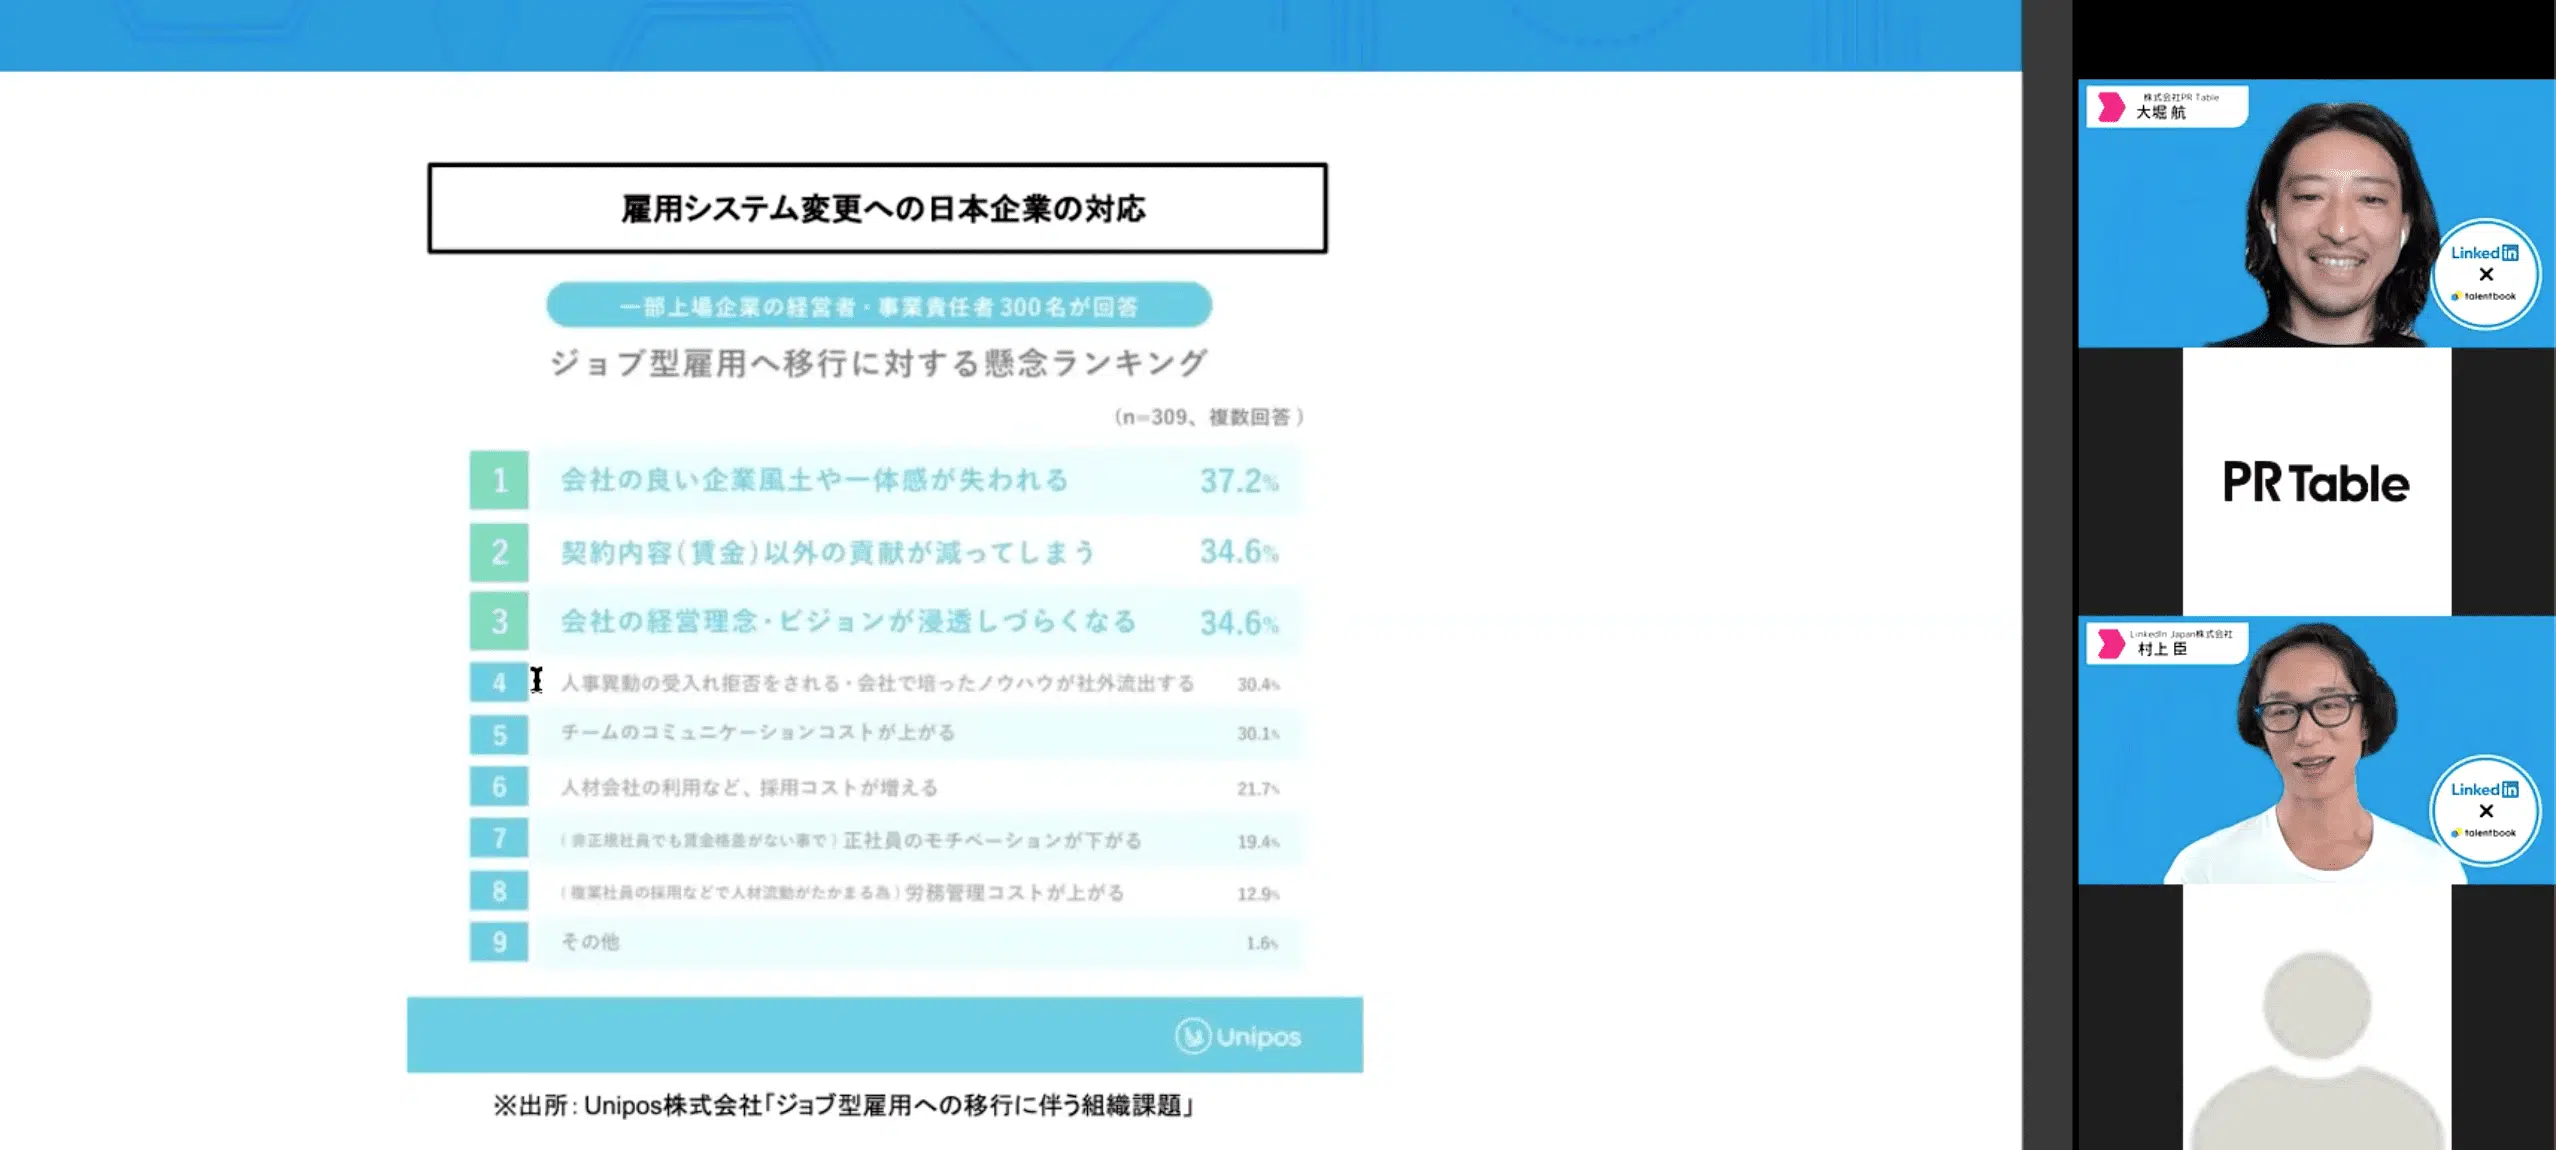 雇用システム変更への日本企業の対応
一部上場企業の経営者・事業責任者300名が回答
ジョブ型雇用へ移行に対する懸念ランキング
(n=309、複数回答)
1 会社の良い企業風土や一体感が失われる 37.2%
2 契約内容(賃金)以外の貢献が減ってしまう 34.6%
3 会社の経営理念・ビジョンが浸透しづらくなる 34.6%
4 人事異動の受入れ拒否をされる・会社で培ったノウハウが社外流出する 30.4%
5 チームのコミュニケーションコストが上がる 30.1%
6 人材会社の利用など、採用コストが増える 21.7%
7 (非正規社員でも賃金格差がない事で)正社員のモチベーションが下がる 19.4%
8 (複業社員の採用などで人材流動がたかまる為)労務管理コストが上がる 12.9%
9 その他 1.6%
Unipos
※出所:Unipos株式会社「ジョブ型雇用への移行に伴う組織課題」
株式会社PR Table
大堀 航
LinkedIn
×
talentbook
PR Table
LinkedIn Japan株式会社
村上 臣
LinkedIn
×
talentbook